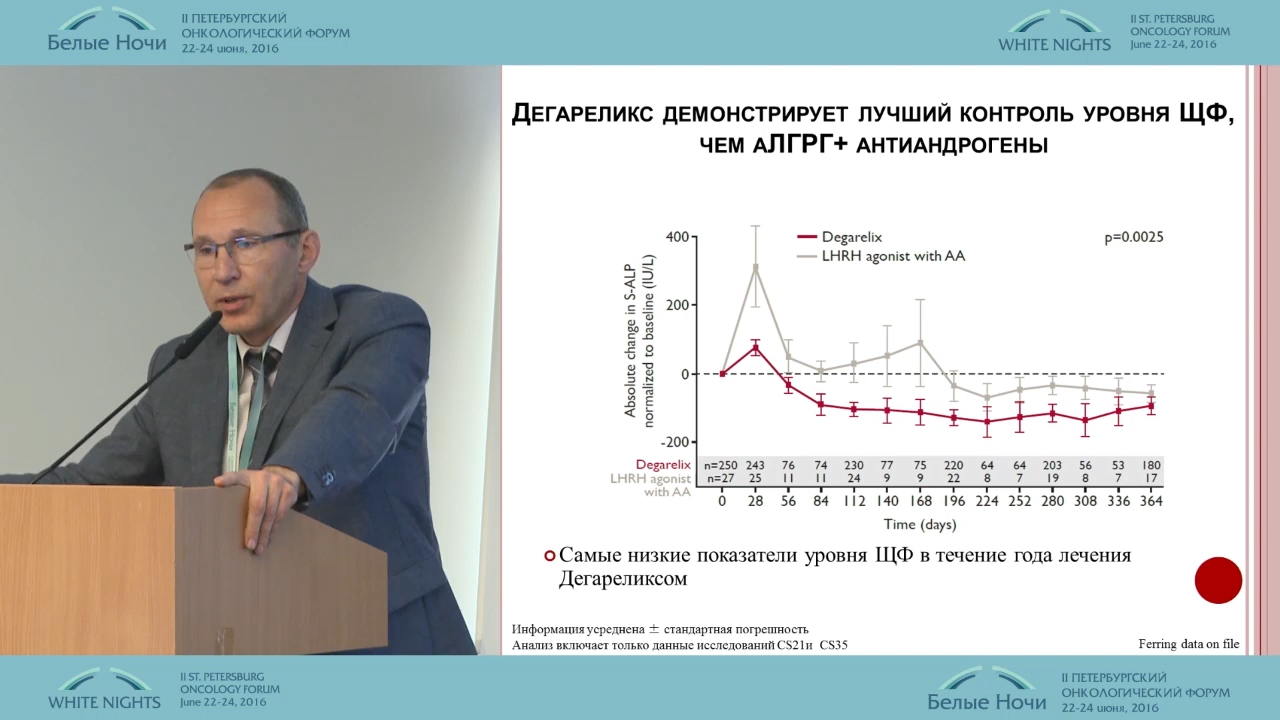 II ПЕТЕРБУРГСКИЙ
ОНКОЛОГИЧЕСКИЙ ФОРУМ
Белые Ночи
22-24 июня, 2016
II ST. PETERSBURG
ONCOLOGY FORUM
WHITE NIGHTS
June 22-24, 2016
ДЕГАРЕЛИКС ДЕМОНСТРИРУЕТ ЛУЧШИЙ КОНТРОЛЬ УРОВНЯ ЩФ,
ЧЕМ АЛГРГ+ АНТИАНДРОГЕНЫ
Absolute change in S-ALP
normalized to baseline (IU/L)
400
200
0
-200
Degarelix
LHRH agonist with AA
p=0.0025
Degarelix n=250 243 76 74 230 77 75 220 64 64 203 56 53 180
LHRH agonist n=27 25 11 11 24 9 9 22 8 7 19 8 7 17
with AA
0 28 56 84 112 140 168 196 224 252 280 308 336 364
Time (days)
Самые низкие показатели уровня ЩФ в течение года лечения
Дегареликсом
Информация усреднена ± стандартная погрешность
Анализ включает только данные исследований CS21и CS35
Ferring data on file
II ST. PETERSBURG
ONCOLOGY FORUM
WHITE NIGHTS
June 22-24, 2016
II ПЕТЕРБУРГСКИЙ
ОНКОЛОГИЧЕСКИЙ ФОРУМ
Белые Ночи
22-24 июня, 2016